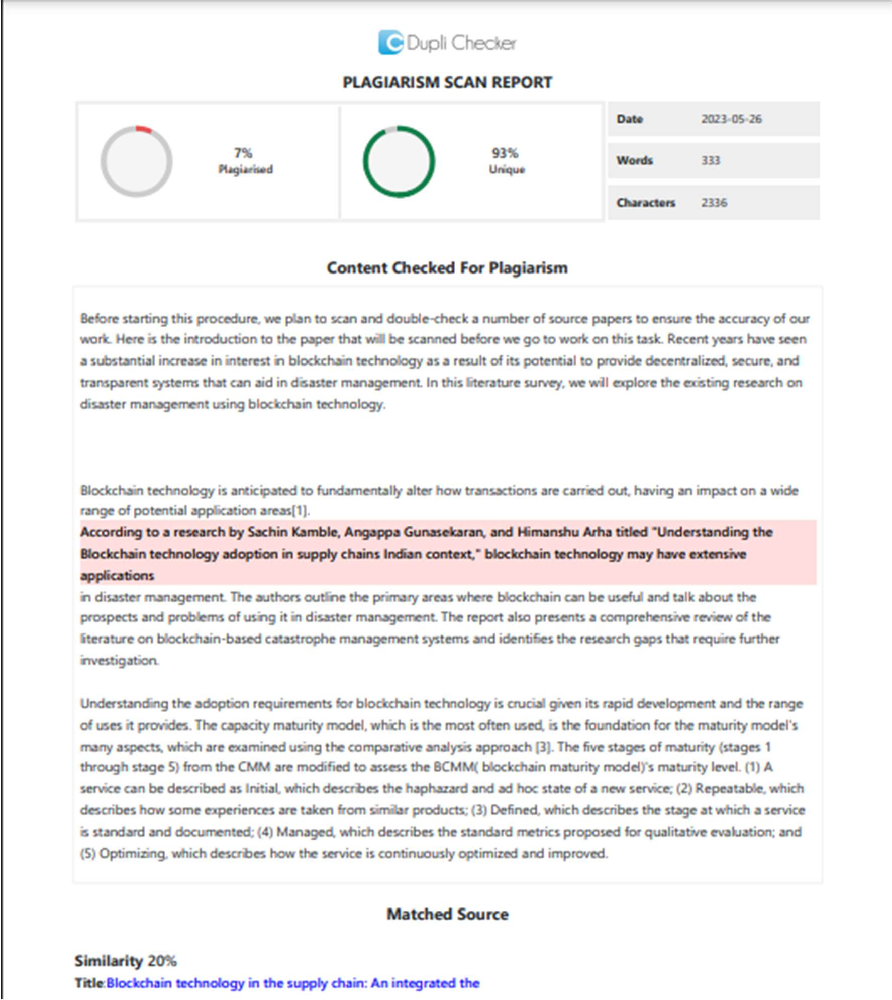 Dupli Checker
PLAGIARISM SCAN REPORT
7%
Plagiarised
93%
Unique
Date 2023-05-26
Words 333
Characters 2336
Content Checked For Plagiarism
Before starting this procedure, we plan to scan and double-check a number of source papers to ensure the accuracy of our
work. Here is the introduction to the paper that will be scanned before we go to work on this task. Recent years have seen
a substantial increase in interest in blockchain technology as a result of its potential to provide decentralized, secure, and
transparent systems that can aid in disaster management. In this literature survey, we will explore the existing research on
disaster management using blockchain technology.
Blockchain technology is anticipated to fundamentally alter how transactions are carried out, having an impact on a wide
range of potential application areas[1].
According to a research by Sachin Kamble, Angappa Gunasekaran, and Himanshu Arha titled "Understanding the
Blockchain technology adoption in supply chains Indian context," blockchain technology may have extensive
applications
in disaster management. The authors outline the primary areas where blockchain can be useful and talk about the
prospects and problems of using it in disaster management. The report also presents a comprehensive review of the
literature on blockchain-based catastrophe management systems and identifies the research gaps that require further
investigation.
Understanding the adoption requirements for blockchain technology is crucial given its rapid development and the range
of uses it provides. The capacity maturity model, which is the most often used, is the foundation for the maturity model's
many aspects, which are examined using the comparative analysis approach [3]. The five stages of maturity (stages 1
through stage 5) from the CMM are modified to assess the BCMM( blockchain maturity model)'s maturity level. (1) A
service can be described as Initial, which describes the haphazard and ad hoc state of a new service; (2) Repeatable, which
describes how some experiences are taken from similar products; (3) Defined, which describes the stage at which a service
is standard and documented; (4) Managed, which describes the standard metrics proposed for qualitative evaluation; and
(5) Optimizing, which describes how the service is continuously optimized and improved.
Matched Source
Similarity 20%
Title:Blockchain technology in the supply chain: An integrated the